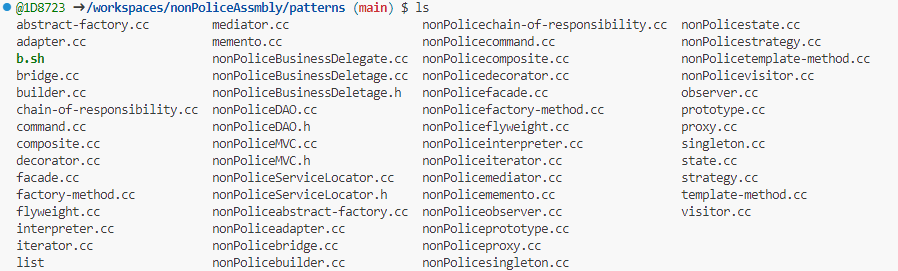 @1D8723 →/workspaces/nonPoliceAssmbly/patterns (main) $ ls
abstract-factory.cc mediator.cc nonPolicechain-of-responsibility.cc nonPolicestate.cc
adapter.cc memento.cc nonPolicecommand.cc nonPolicestrategy.cc
b.sh nonPoliceBusinessDelegate.cc nonPolicecomposite.cc nonPolicetemplate-method.cc
bridge.cc nonPoliceBusinessDeletage.cc nonPolicedecorator.cc nonPolicevisitor.cc
builder.cc nonPoliceBusinessDeletage.h nonPolicefacade.cc observer.cc
chain-of-responsibility.cc nonPoliceDAO.cc nonPolicefactory-method.cc prototype.cc
command.cc nonPoliceDAO.h nonPoliceflyweight.cc proxy.cc
composite.cc nonPoliceMVC.cc nonPoliceinterpreter.cc singleton.cc
decorator.cc nonPoliceMVC.h nonPoliceiterator.cc state.cc
facade.cc nonPoliceServiceLocator.cc nonPolicemediator.cc strategy.cc
factory-method.cc nonPoliceServiceLocator.h nonPolicememento.cc template-method.cc
flyweight.cc nonPoliceabstract-factory.cc nonPoliceobserver.cc visitor.cc
interpreter.cc nonPoliceadapter.cc nonPoliceprototype.cc
iterator.cc nonPolicebridge.cc nonPoliceproxy.cc
list nonPolicebuilder.cc nonPolicesingleton.cc